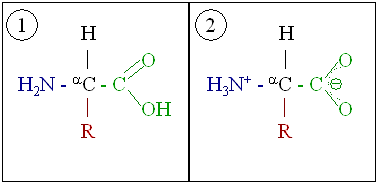 1
H
O
H₂N - αC - C
OH
R
2
H
O
H₃N⁺ - αC - C ⊖
O
R